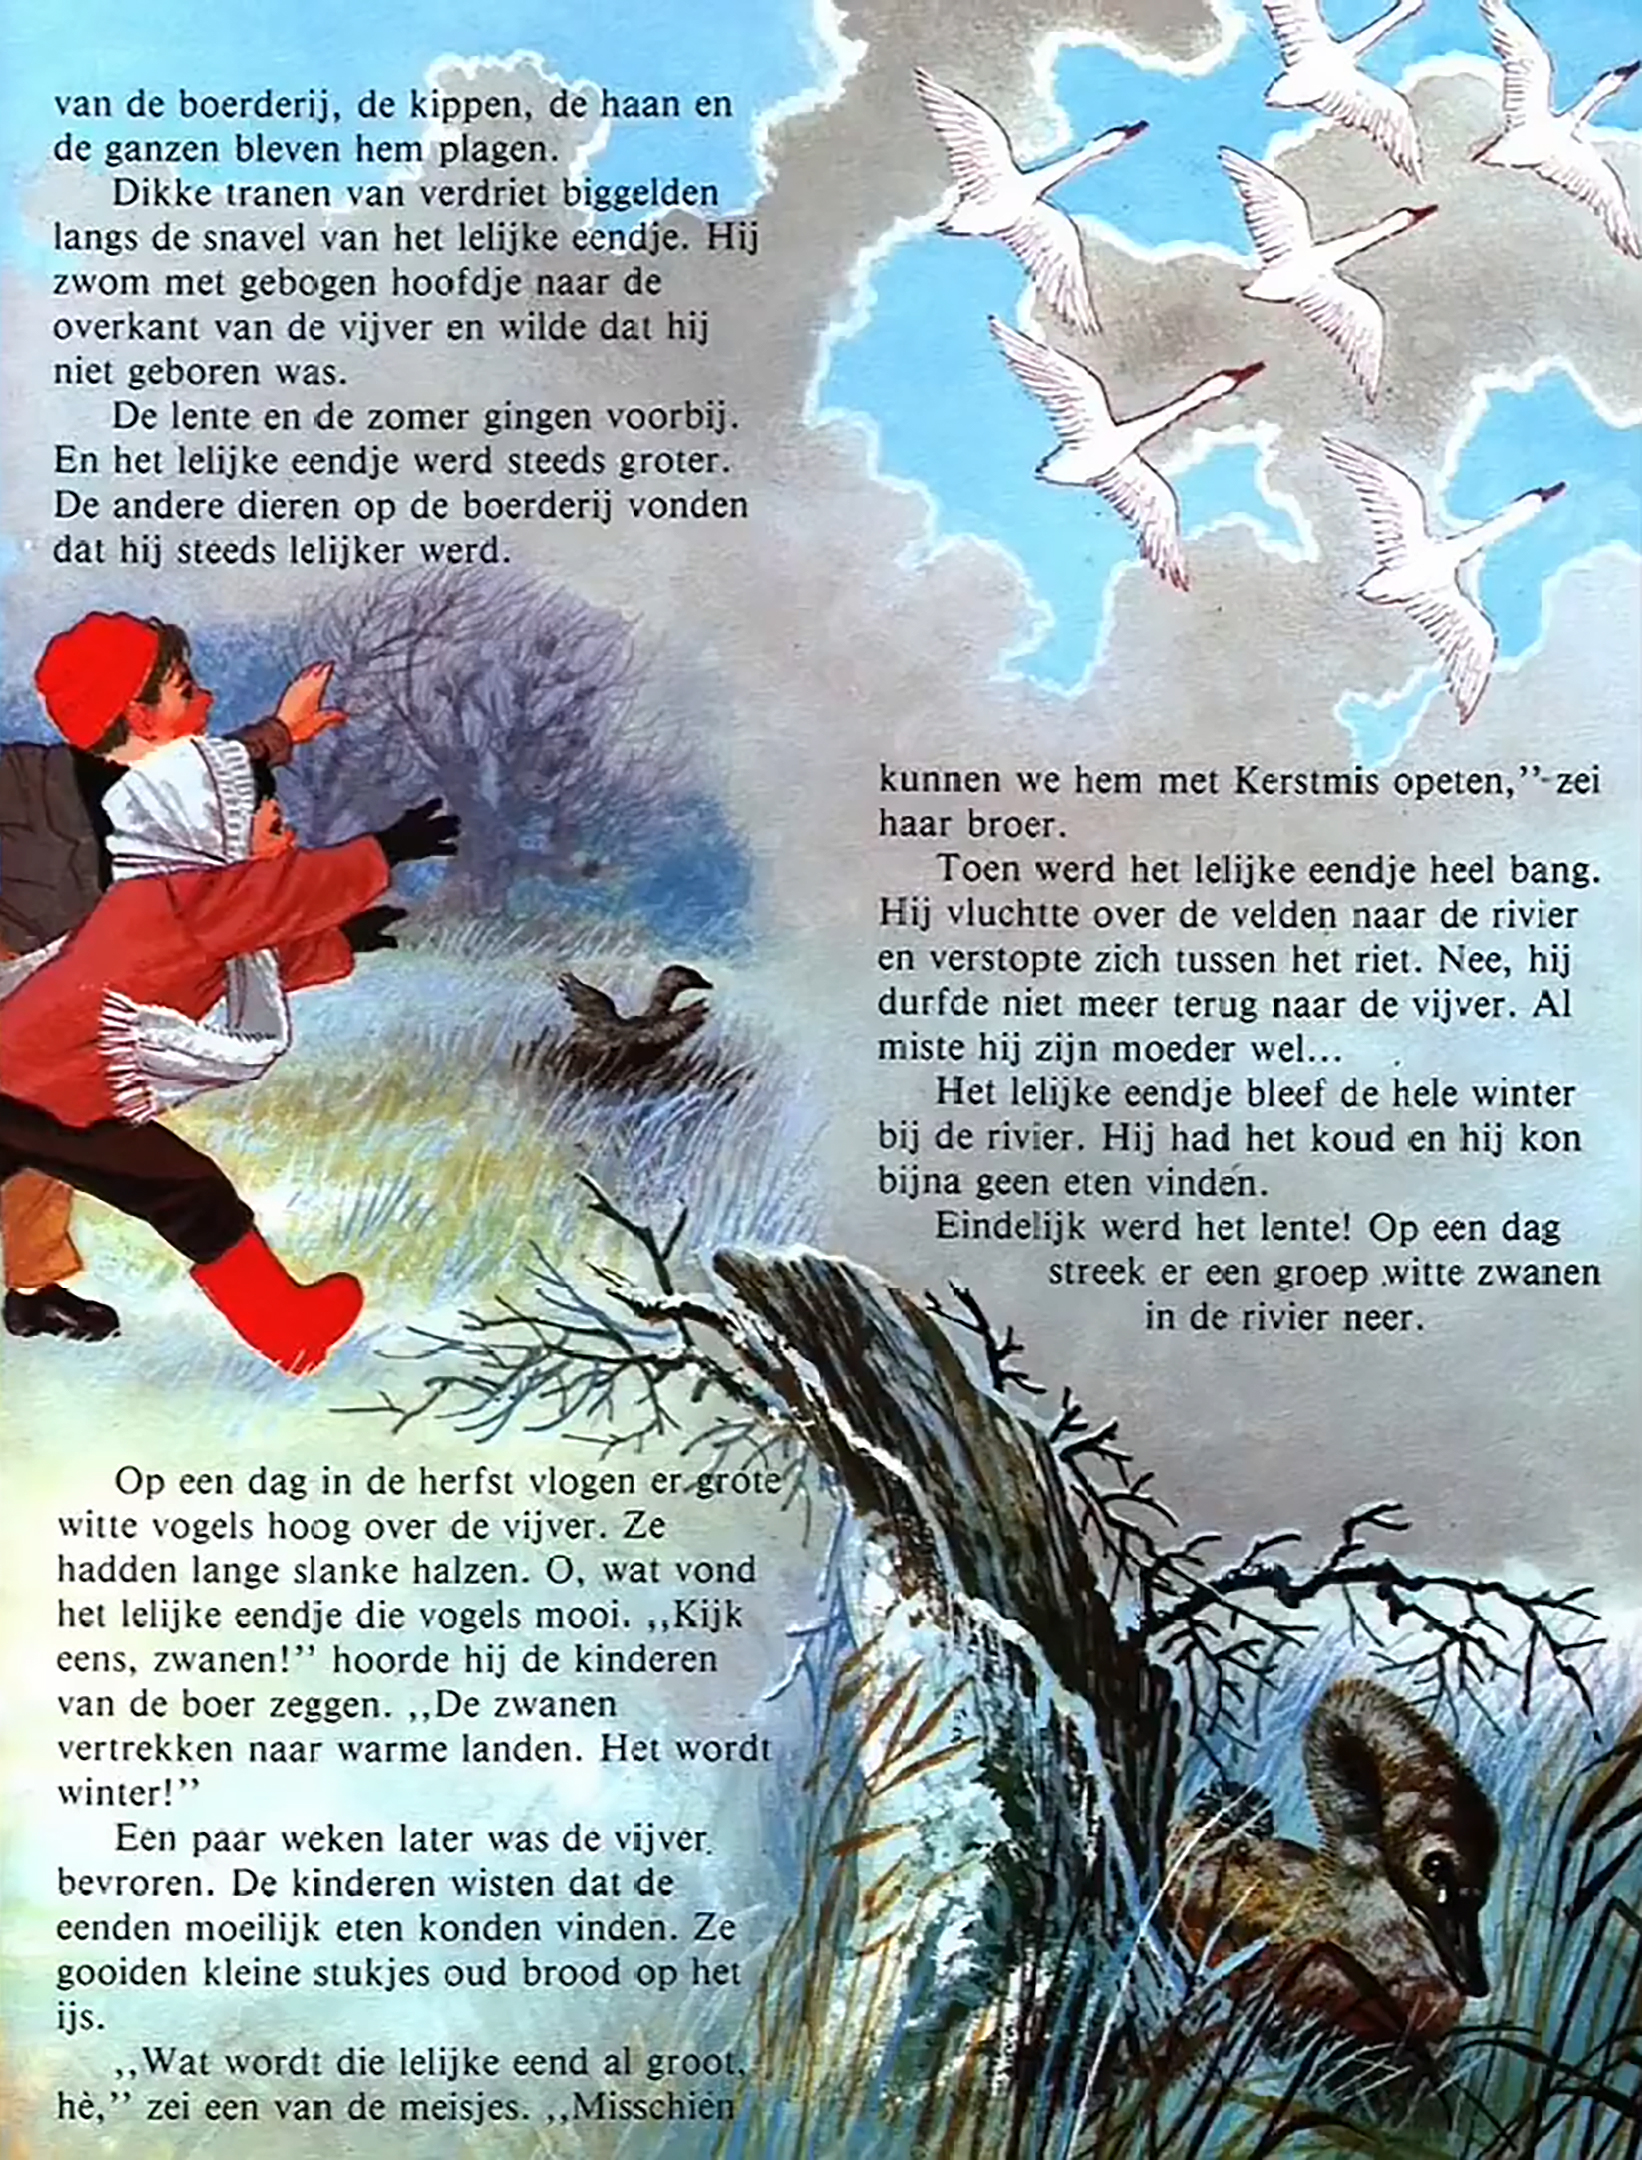 van de boerderij, de kippen, de haan en
de ganzen bleven hem plagen.
Dikke tranen van verdriet biggelden
langs de snavel van het lelijke eendje. Hij
zwom met gebogen hoofdje naar de
overkant van de vijver en wilde dat hij
niet geboren was.
De lente en de zomer gingen voorbij.
En het lelijke eendje werd steeds groter.
De andere dieren op de boerderij vonden
dat hij steeds lelijker werd.
Op een dag in de herfst vlogen er grote
witte vogels hoog over de vijver. Ze
hadden lange slanke halzen. O, wat vond
het lelijke eendje die vogels mooi. ,,Kijk
eens, zwanen!” hoorde hij de kinderen
van de boer zeggen. ,,De zwanen
vertrekken naar warme landen. Het wordt
winter!”
Een paar weken later was de vijver
bevroren. De kinderen wisten dat de
eenden moeilijk eten konden vinden. Ze
gooiden kleine stukjes oud brood op het
ijs.
,,Wat wordt die lelijke eend al groot,
hè,” zei een van de meisjes. ,,Misschien
kunnen we hem met Kerstmis opeten,” zei
haar broer.
Toen werd het lelijke eendje heel bang.
Hij vluchtte over de velden naar de rivier
en verstopte zich tussen het riet. Nee, hij
durfde niet meer terug naar de vijver. Al
miste hij zijn moeder wel...
Het lelijke eendje bleef de hele winter
bij de rivier. Hij had het koud en hij kon
bijna geen eten vinden.
Eindelijk werd het lente! Op een dag
streek er een groep witte zwanen
in de rivier neer.